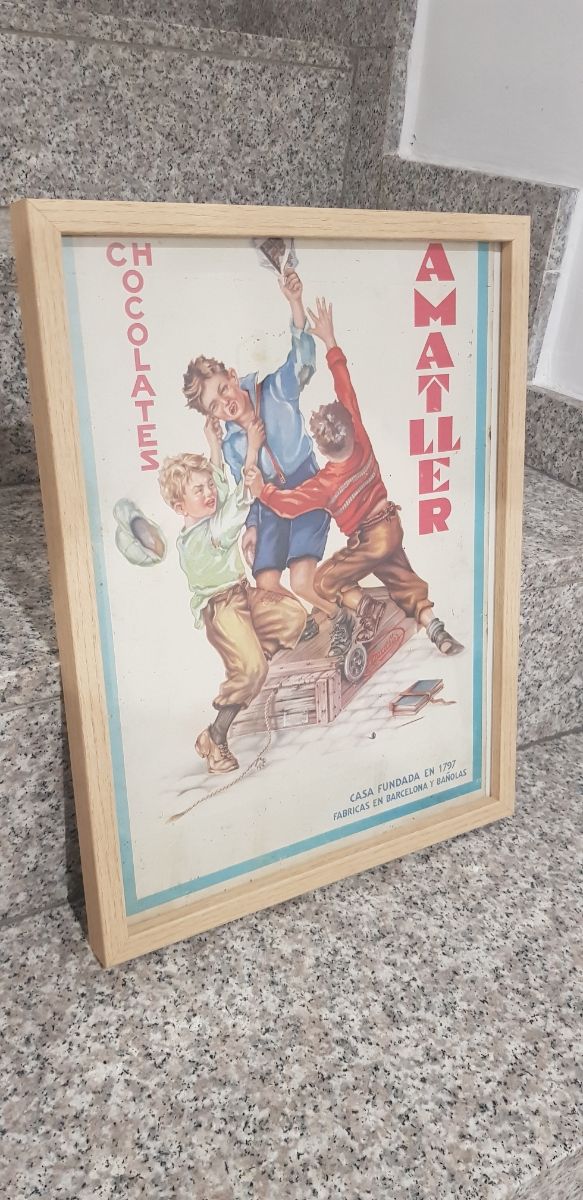 CHOCOLATES
AMATLLER
CASA FUNDADA EN 1797
FABRICAS EN BARCELONA Y BAÑOLAS